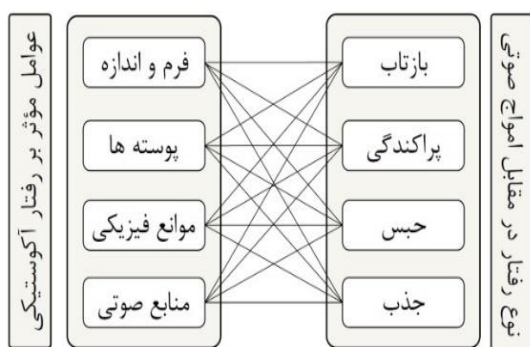 نوع رفتار در مقابل امواج صوتی
بازتاب
پراکندگی
حبس
جذب
فرم و اندازه
پوسته ها
موانع فیزیکی
منابع صوتی
عوامل مؤثر بر رفتار آکوستیکی